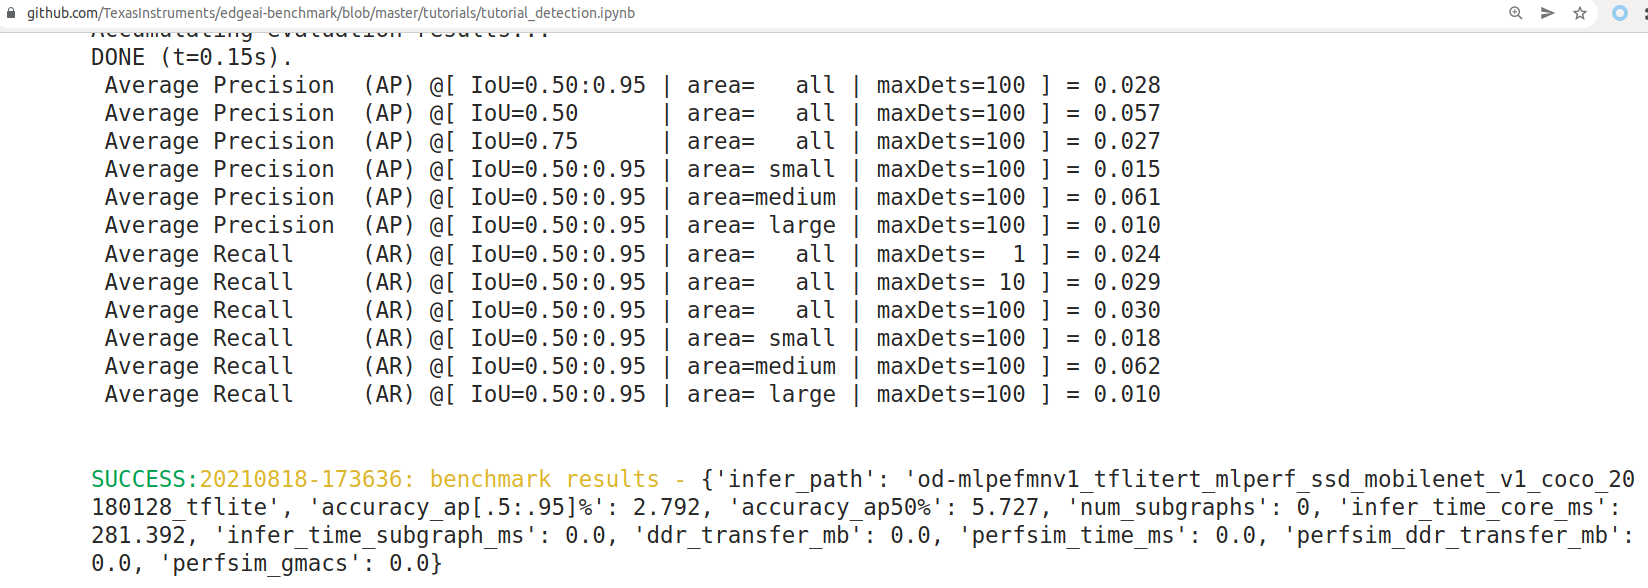 github.com/TexasInstruments/edgeai-benchmark/blob/master/tutorials/tutorial_detection.ipynb
Accumulating evaluation results...
DONE (t=0.15s).
 Average Precision  (AP) @[ IoU=0.50:0.95 | area=   all | maxDets=100 ] = 0.028
 Average Precision  (AP) @[ IoU=0.50      | area=   all | maxDets=100 ] = 0.057
 Average Precision  (AP) @[ IoU=0.75      | area=   all | maxDets=100 ] = 0.027
 Average Precision  (AP) @[ IoU=0.50:0.95 | area= small | maxDets=100 ] = 0.015
 Average Precision  (AP) @[ IoU=0.50:0.95 | area=medium | maxDets=100 ] = 0.061
 Average Precision  (AP) @[ IoU=0.50:0.95 | area= large | maxDets=100 ] = 0.010
 Average Recall     (AR) @[ IoU=0.50:0.95 | area=   all | maxDets=  1 ] = 0.024
 Average Recall     (AR) @[ IoU=0.50:0.95 | area=   all | maxDets= 10 ] = 0.029
 Average Recall     (AR) @[ IoU=0.50:0.95 | area=   all | maxDets=100 ] = 0.030
 Average Recall     (AR) @[ IoU=0.50:0.95 | area= small | maxDets=100 ] = 0.018
 Average Recall     (AR) @[ IoU=0.50:0.95 | area=medium | maxDets=100 ] = 0.062
 Average Recall     (AR) @[ IoU=0.50:0.95 | area= large | maxDets=100 ] = 0.010
SUCCESS:20210818-173636: benchmark results - {'infer_path': 'od-mlpefmnv1_tflitert_mlperf_ssd_mobilenet_v1_coco_20
180128_tflite', 'accuracy_ap[.5:.95]%': 2.792, 'accuracy_ap50%': 5.727, 'num_subgraphs': 0, 'infer_time_core_ms':
281.392, 'infer_time_subgraph_ms': 0.0, 'ddr_transfer_mb': 0.0, 'perfsim_time_ms': 0.0, 'perfsim_ddr_transfer_mb':
0.0, 'perfsim_gmacs': 0.0}